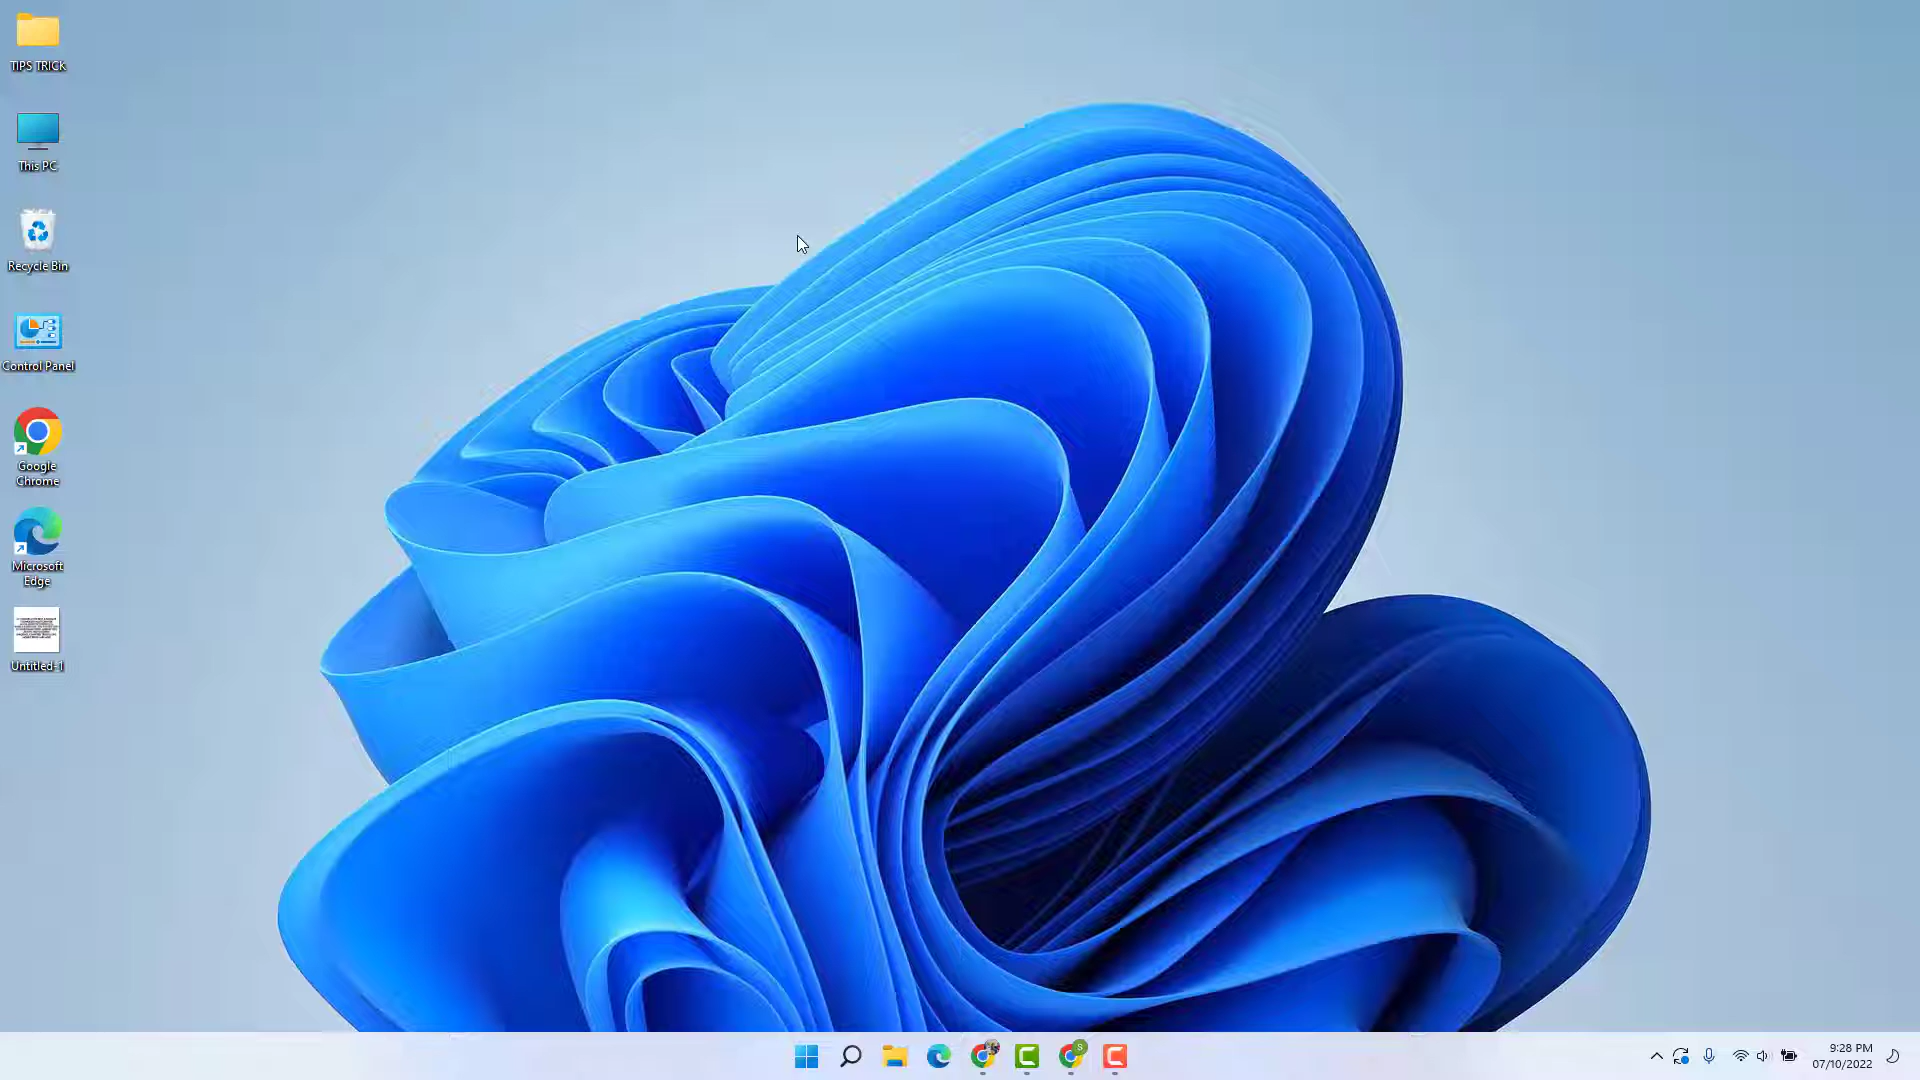 TIPS TRICK
This PC
Recycle Bin
Control Panel
Google
Chrome
Microsoft
Edge
Untitled-1
S
9:28 PM
07/10/2022